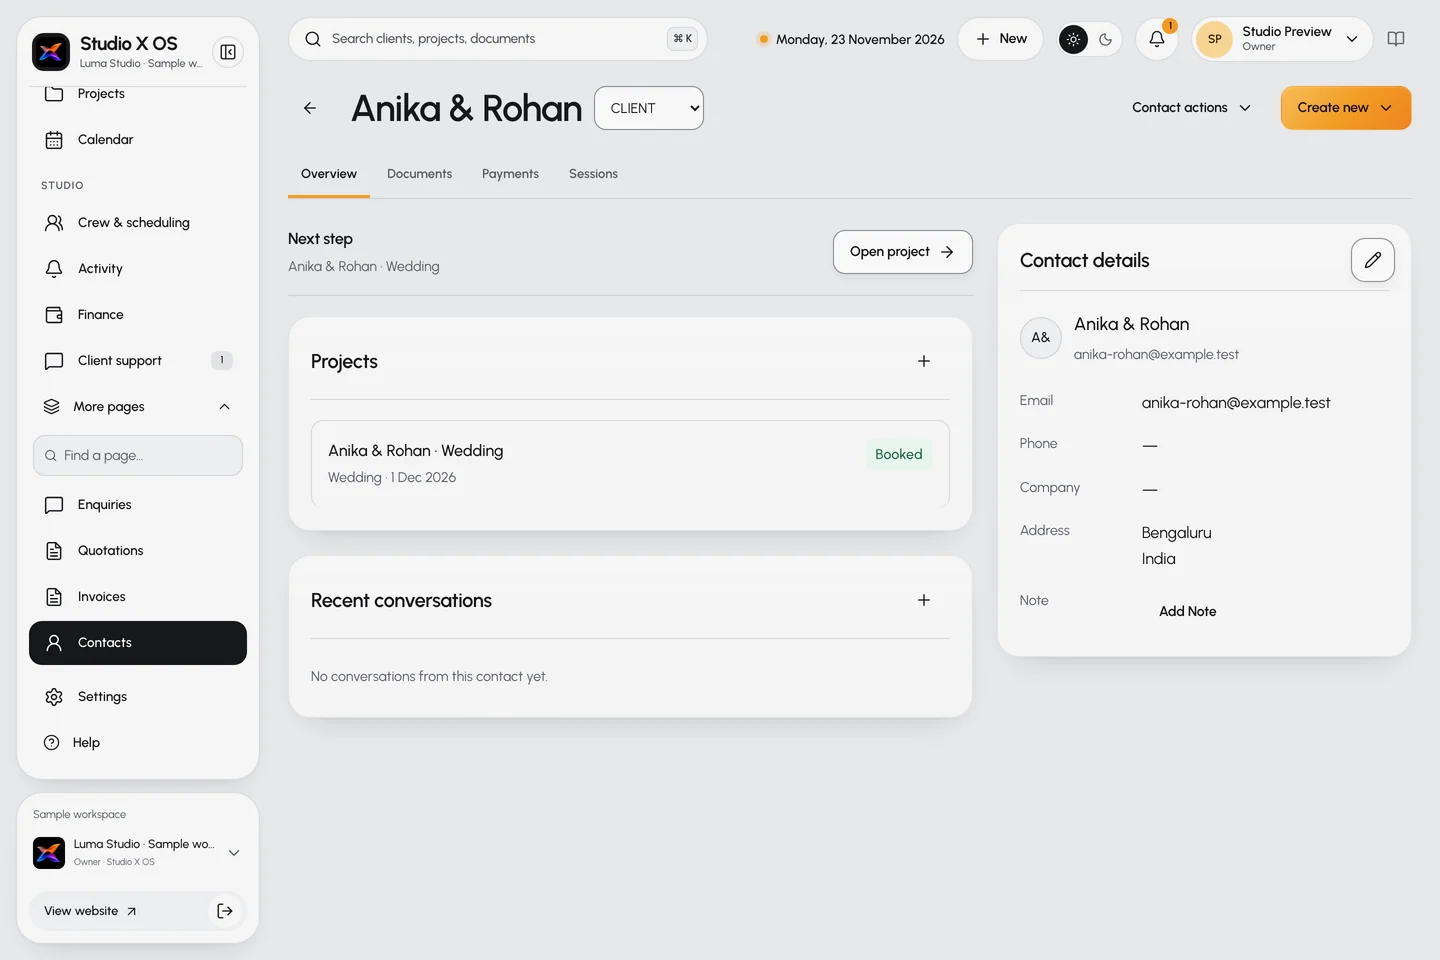 Studio X OS
Luma Studio · Sample w...
Projects
Calendar
STUDIO
Crew & scheduling
Activity
Finance
Client support
1
More pages
Find a page...
Enquiries
Quotations
Invoices
Contacts
Settings
Help
Sample workspace
Luma Studio · Sample wo...
Owner · Studio X OS
View website
Search clients, projects, documents
⌘ K
Monday, 23 November 2026
New
1
SP
Studio Preview
Owner
Anika & Rohan
CLIENT
Contact actions
Create new
Overview
Documents
Payments
Sessions
Next step
Anika & Rohan · Wedding
Open project
Projects
Anika & Rohan · Wedding
Wedding · 1 Dec 2026
Booked
Recent conversations
No conversations from this contact yet.
Contact details
A&
Anika & Rohan
anika-rohan@example.test
Email
anika-rohan@example.test
Phone
—
Company
—
Address
Bengaluru
India
Note
Add Note